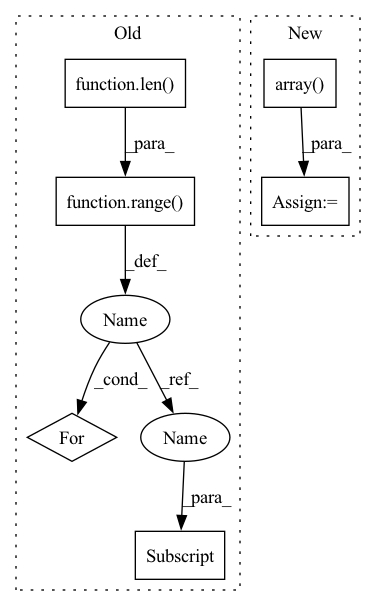 Old
New
function.len()
array()
_para_
_para_
function.range()
Assign:=
_def_
Name
_cond_
_ref_
For
Name
_para_
Subscript